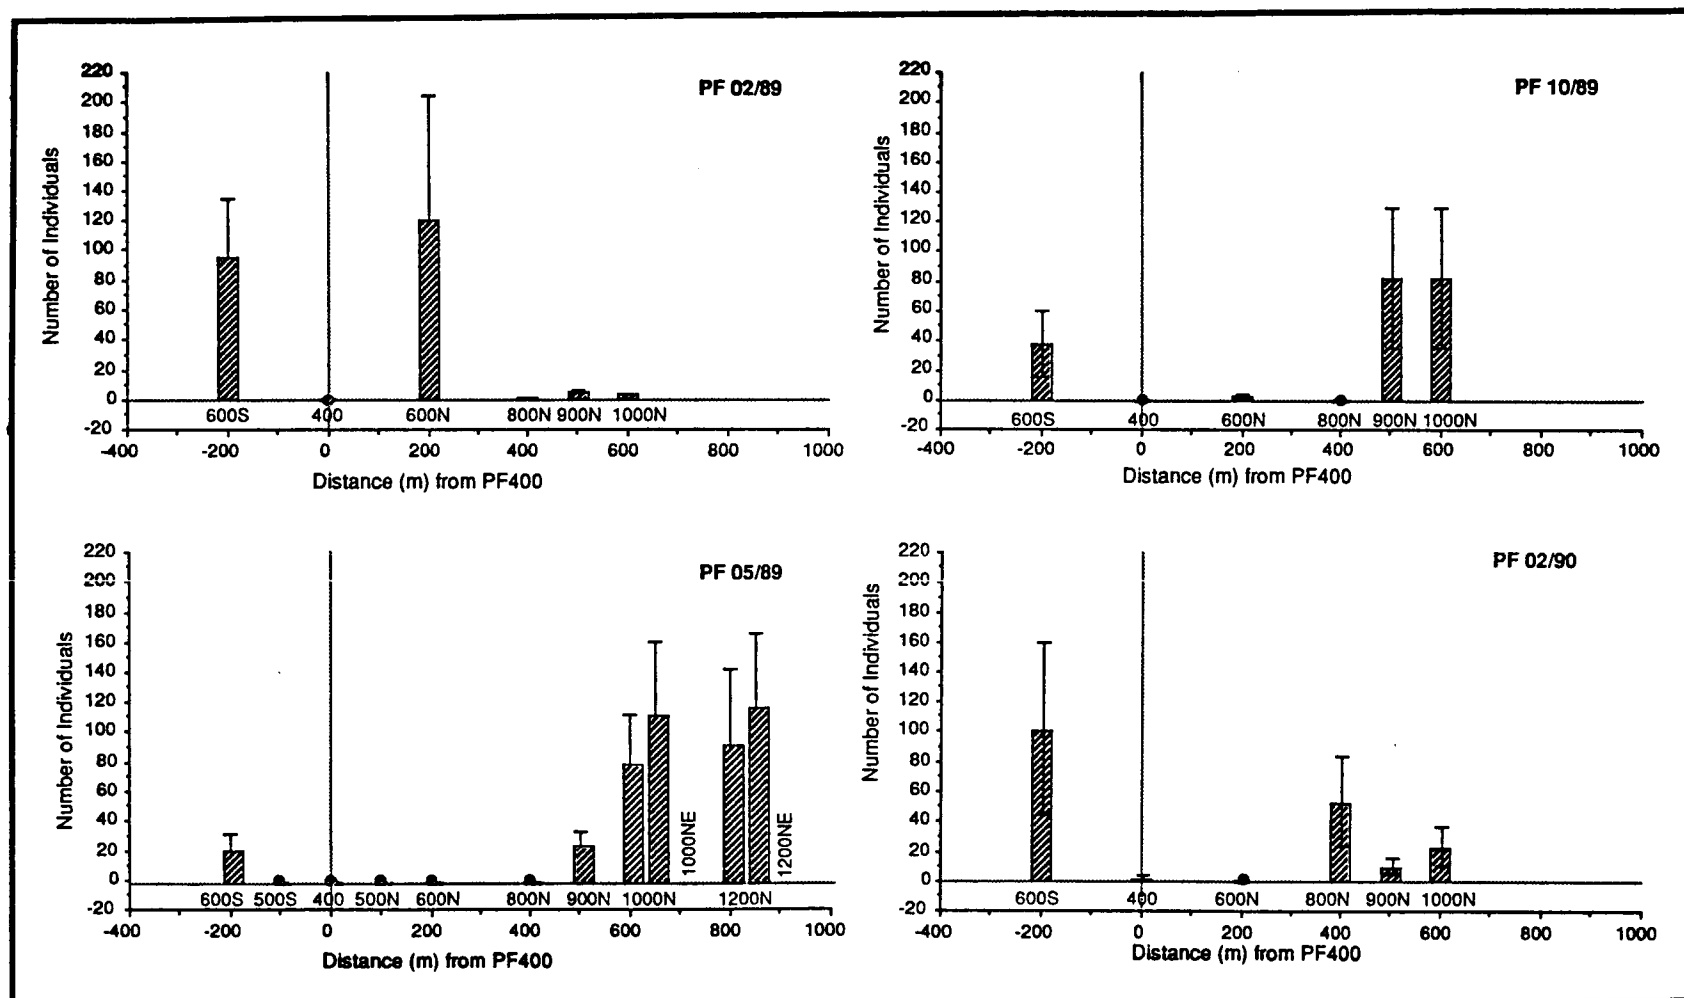 PF 02/89
Number of Individuals
220
200
180
160
140
120
100
80
60
40
20
0
-20
600S 400 600N 800N 900N 1000N
-400 -200 0 200 400 600 800 1000
Distance (m) from PF400
PF 10/89
Number of Individuals
220
200
180
160
140
120
100
80
60
40
20
0
-20
600S 400 600N 800N 900N 1000N
-400 -200 0 200 400 600 800 1000
Distance (m) from PF400
PF 05/89
Number of Individuals
220
200
180
160
140
120
100
80
60
40
20
0
-20
1000NE
1200NE
600S 500S 400 500N 600N 800N 900N 1000N 1200N
-400 -200 0 200 400 600 800 1000
Distance (m) from PF400
PF 02/90
Number of Individuals
220
200
180
160
140
120
100
80
60
40
20
0
-20
600S 400 600N 800N 900N 1000N
-400 -200 0 200 400 600 800 1000
Distance (m) from PF400